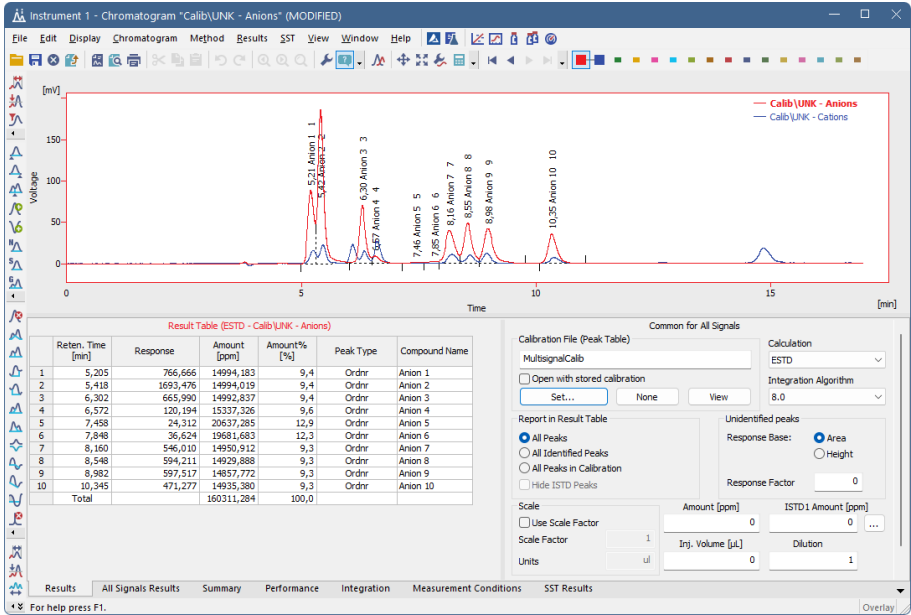 Instrument 1 - Chromatogram "Calib\UNK - Anions" (MODIFIED)
File Edit Display Chromatogram Method Results SST View Window Help
[mV]
Calib\UNK - Anions
Calib\UNK - Cations
150
100
50
0
Voltage
5,21 Anion 1 1
5,42 Anion 2 2
6,30 Anion 3 3
6,57 Anion 4 4
7,46 Anion 5 5
7,85 Anion 6 6
8,16 Anion 7 7
8,55 Anion 8 8
8,98 Anion 9 9
10,35 Anion 10 10
0 5 10 15
Time
[min]
Result Table (ESTD - Calib\UNK - Anions)
Reten. Time [min] Response Amount [ppm] Amount% [%] Peak Type Compound Name
1 5,205 766,666 14994,183 9,4 Ordnr Anion 1
2 5,418 1693,476 14994,019 9,4 Ordnr Anion 2
3 6,302 665,990 14992,837 9,4 Ordnr Anion 3
4 6,572 120,194 15337,326 9,6 Ordnr Anion 4
5 7,458 24,312 20637,285 12,9 Ordnr Anion 5
6 7,848 36,624 19681,683 12,3 Ordnr Anion 6
7 8,160 546,010 14950,912 9,3 Ordnr Anion 7
8 8,548 594,211 14929,888 9,3 Ordnr Anion 8
9 8,982 597,517 14857,772 9,3 Ordnr Anion 9
10 10,345 471,277 14935,380 9,3 Ordnr Anion 10
Total 160311,284 100,0
Common for All Signals
Calibration File (Peak Table)
MultisignalCalib
Open with stored calibration
Set... None View
Calculation
ESTD
Integration Algorithm
8.0
Report in Result Table
All Peaks
All Identified Peaks
All Peaks in Calibration
Hide ISTD Peaks
Unidentified peaks
Response Base: Area
Height
Response Factor 0
Scale
Use Scale Factor
Scale Factor 1
Units ul
Amount [ppm]
0
ISTD1 Amount [ppm]
0 ...
Inj. Volume [µL]
0
Dilution
1
Results All Signals Results Summary Performance Integration Measurement Conditions SST Results
For help press F1.
Overlay